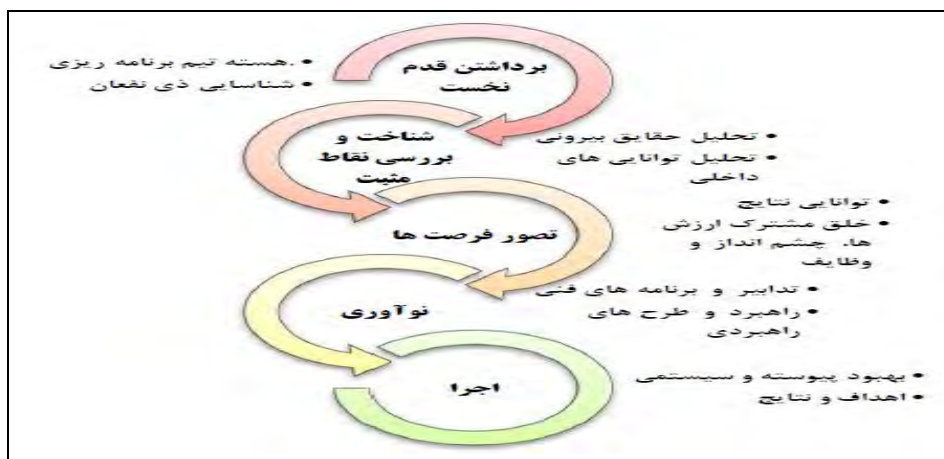 برداشتن قدم
نخست
• .هسته تیم برنامه ریزی
• شناسایی ذی نفعان
شناخت و
بررسی نقاط
مثبت
• تحلیل حقایق بیرونی
• تحلیل توانایی های
داخلی
تصور فرصت ها
• توانایی نتایج
• خلق مشترک ارزش
ها، چشم انداز و
وظایف
نوآوری
• تدابیر و برنامه های فنی
• راهبرد و طرح های
راهبردی
اجرا
• بهبود پیوسته و سیستمی
• اهداف و نتایج